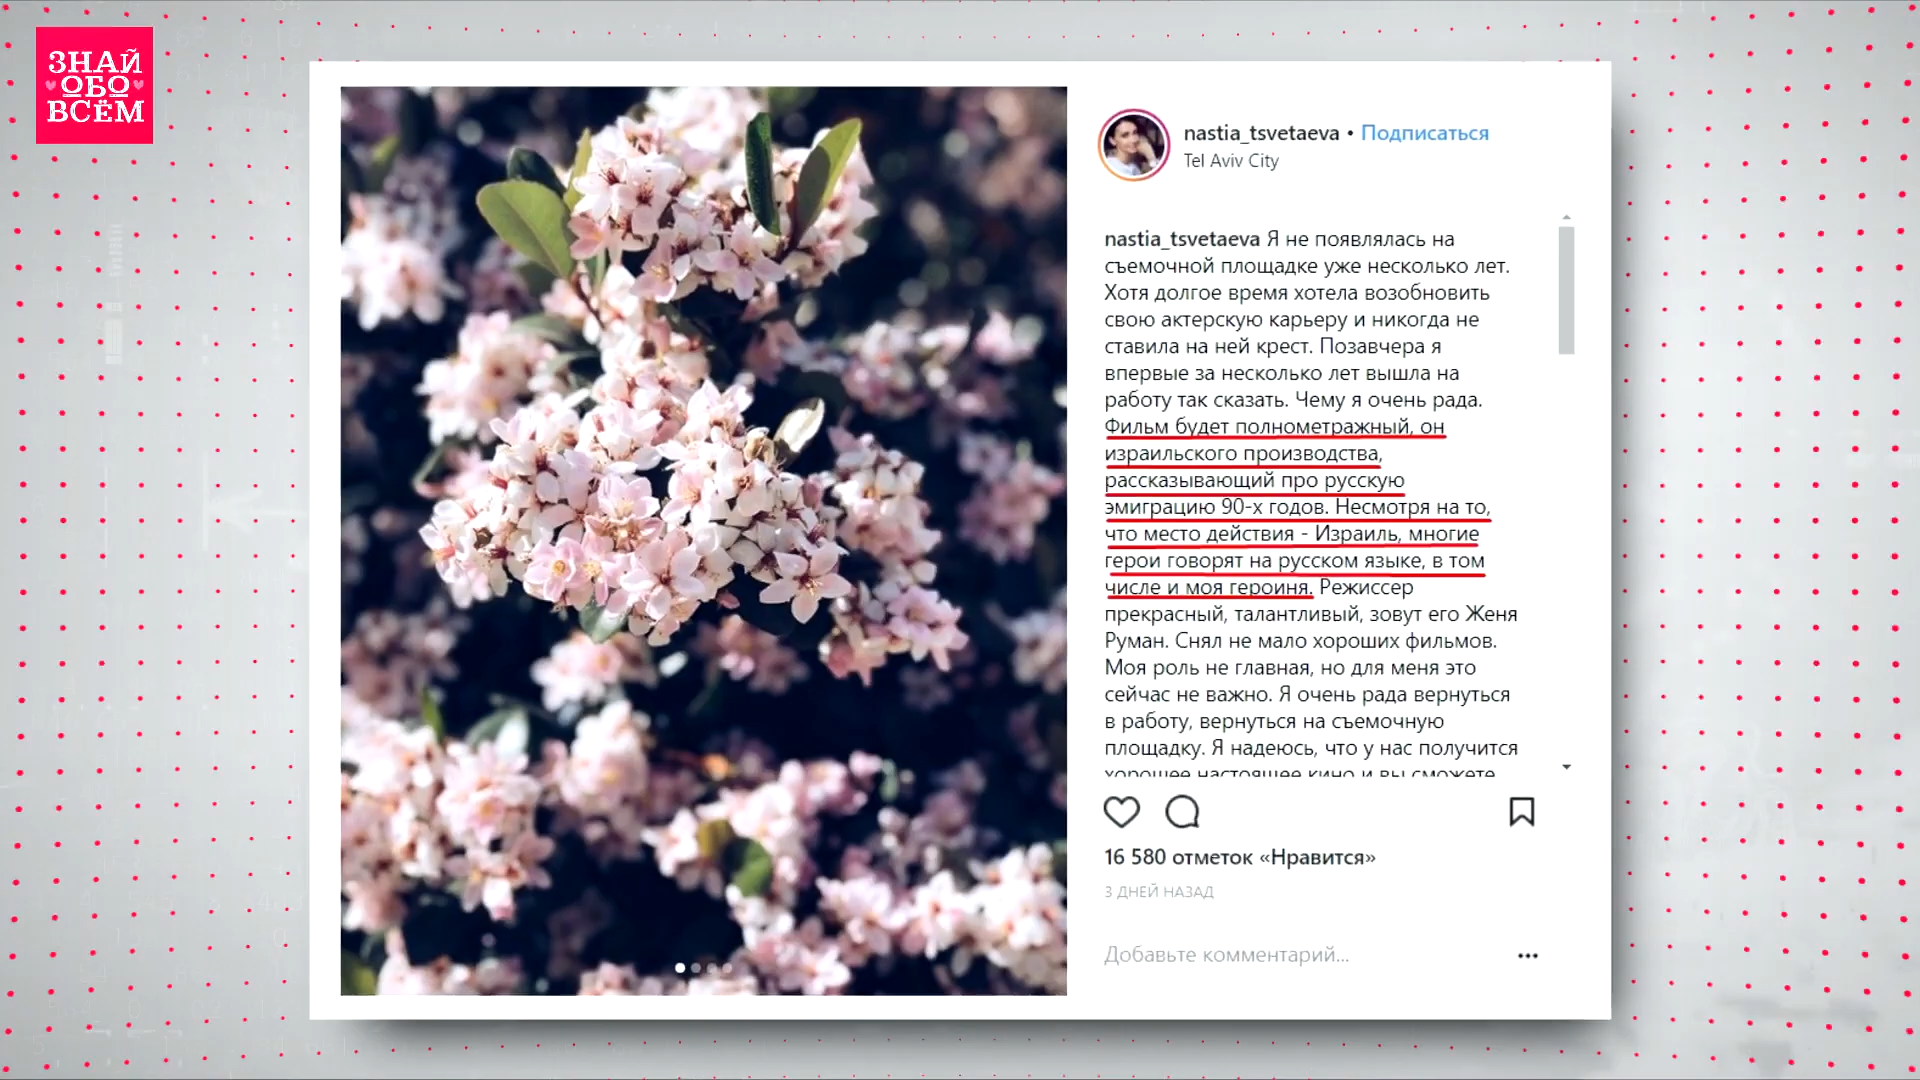 ЗНАЙ
ОБО
ВСЁМ
nastia_tsvetaeva • Подписаться
Tel Aviv City
nastia_tsvetaeva Я не появлялась на
съемочной площадке уже несколько лет.
Хотя долгое время хотела возобновить
свою актерскую карьеру и никогда не
ставила на ней крест. Позавчера я
впервые за несколько лет вышла на
работу так сказать. Чему я очень рада.
Фильм будет полнометражный, он
израильского производства,
рассказывающий про русскую
эмиграцию 90-х годов. Несмотря на то,
что место действия - Израиль, многие
герои говорят на русском языке, в том
числе и моя героиня. Режиссер
прекрасный, талантливый, зовут его Женя
Руман. Снял не мало хороших фильмов.
Моя роль не главная, но для меня это
сейчас не важно. Я очень рада вернуться
в работу, вернуться на съемочную
площадку. Я надеюсь, что у нас получится
хорошее настоящее кино и вы сможете
16 580 отметок «Нравится»
3 ДНЕЙ НАЗАД
Добавьте комментарий...